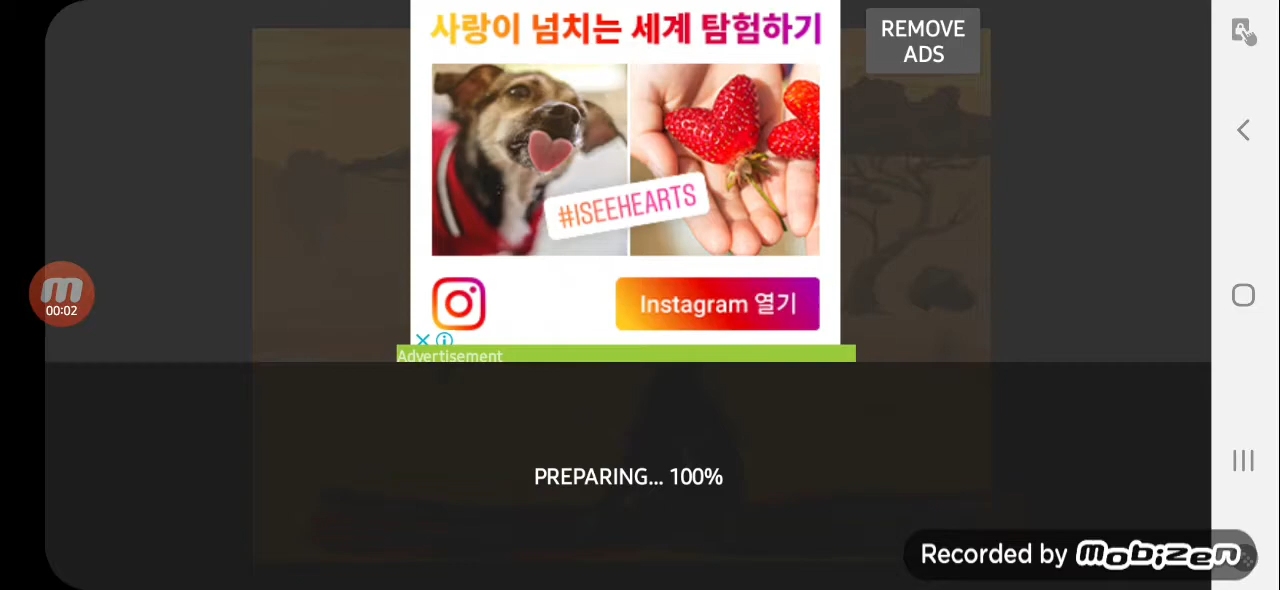 사랑이 넘치는 세계 탐험하기
REMOVE
ADS
#ISEEHEARTS
00:02
Instagram 열기
Advertisement
PREPARING... 100%
Recorded by mobizen